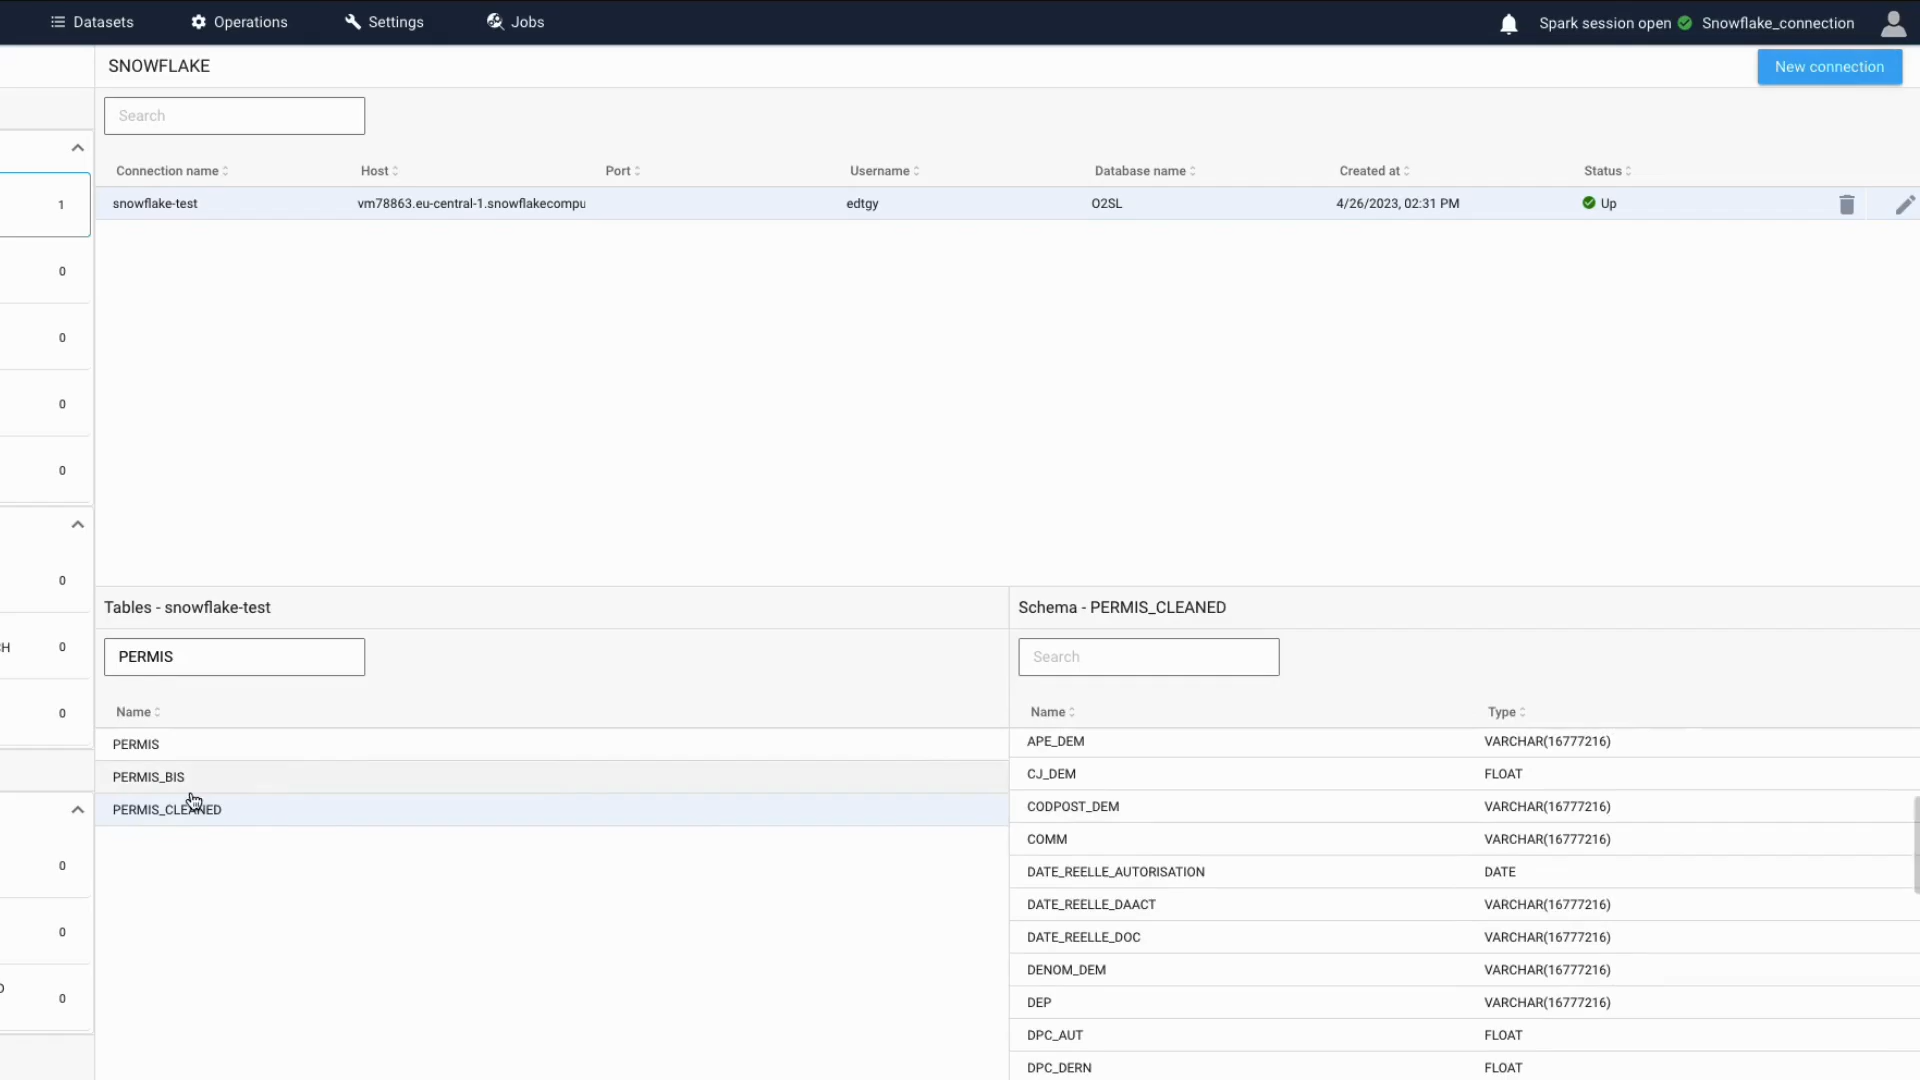 Datasets Operations Settings Jobs Spark session open Snowflake_connection
SNOWFLAKE New connection
Search
Connection name Host Port Username Database name Created at Status
1 snowflake-test vm78863.eu-central-1.snowflakecompu edtgy O2SL 4/26/2023, 02:31 PM Up
0
0
0
0
0
H 0
0
0
0
0
Tables - snowflake-test
PERMIS
Name
PERMIS
PERMIS_BIS
PERMIS_CLEANED
Schema - PERMIS_CLEANED
Search
Name Type
APE_DEM VARCHAR(16777216)
CJ_DEM FLOAT
CODPOST_DEM VARCHAR(16777216)
COMM VARCHAR(16777216)
DATE_REELLE_AUTORISATION DATE
DATE_REELLE_DAACT VARCHAR(16777216)
DATE_REELLE_DOC VARCHAR(16777216)
DENOM_DEM VARCHAR(16777216)
DEP VARCHAR(16777216)
DPC_AUT FLOAT
DPC_DERN FLOAT